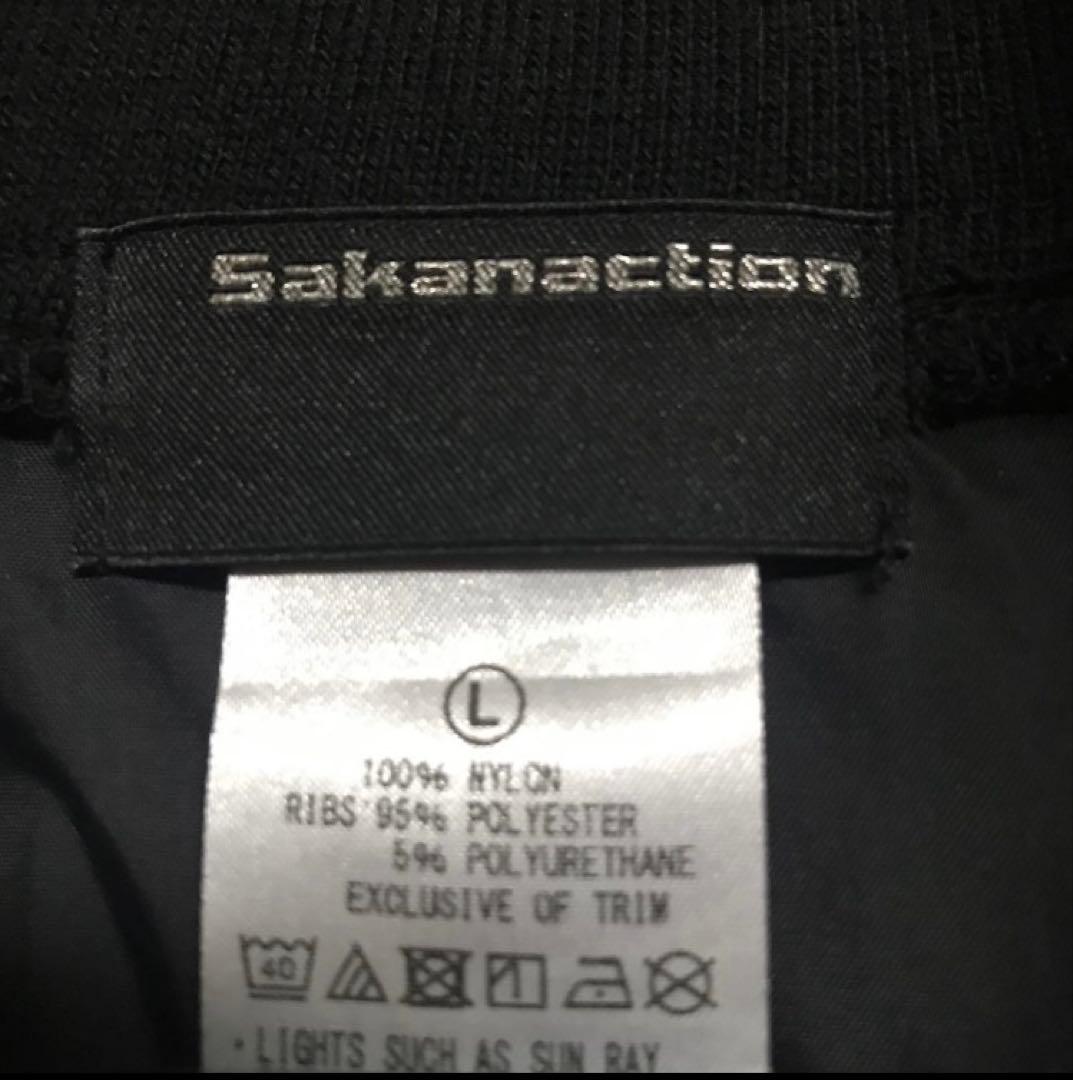 Sakanaction
L
100% NYLON
RIBS 95% POLYESTER
5% POLYURETHANE
EXCLUSIVE OF TRIM
40
・LIGHTS SUCH AS SUN RAY